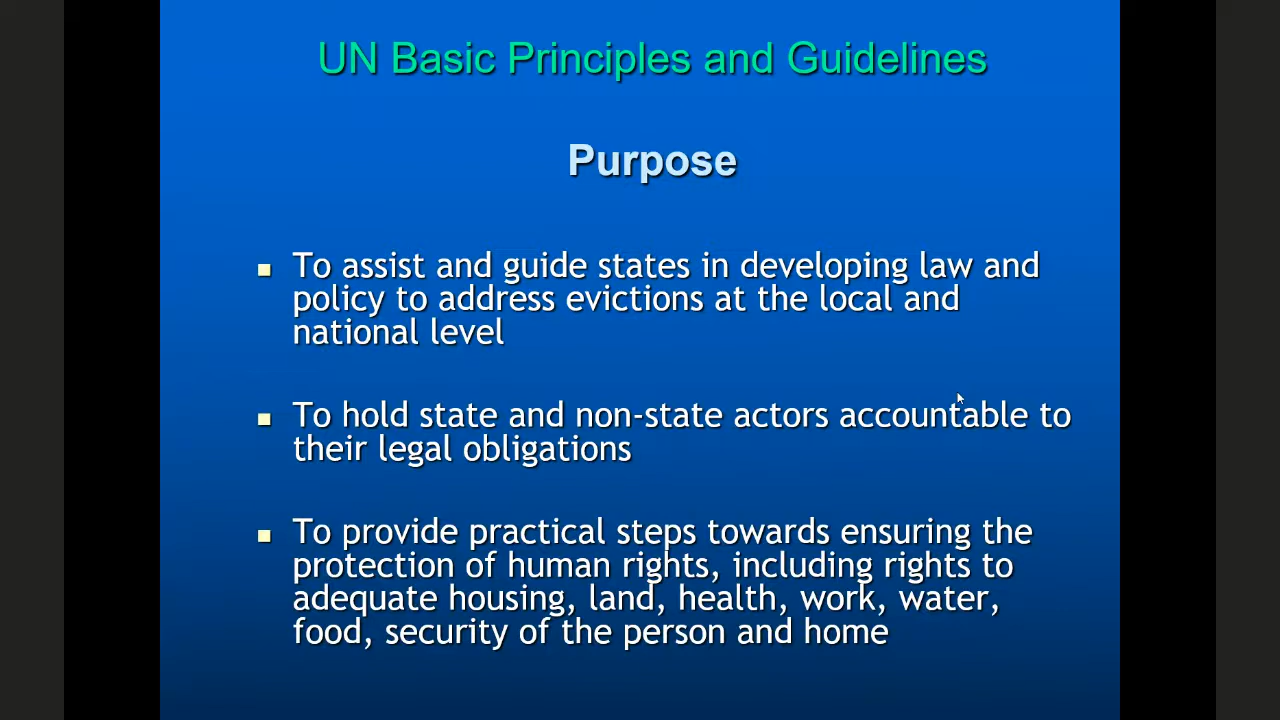 UN Basic Principles and Guidelines
Purpose
To assist and guide states in developing law and
policy to address evictions at the local and
national level
To hold state and non-state actors accountable to
their legal obligations
To provide practical steps towards ensuring the
protection of human rights, including rights to
adequate housing, land, health, work, water,
food, security of the person and home